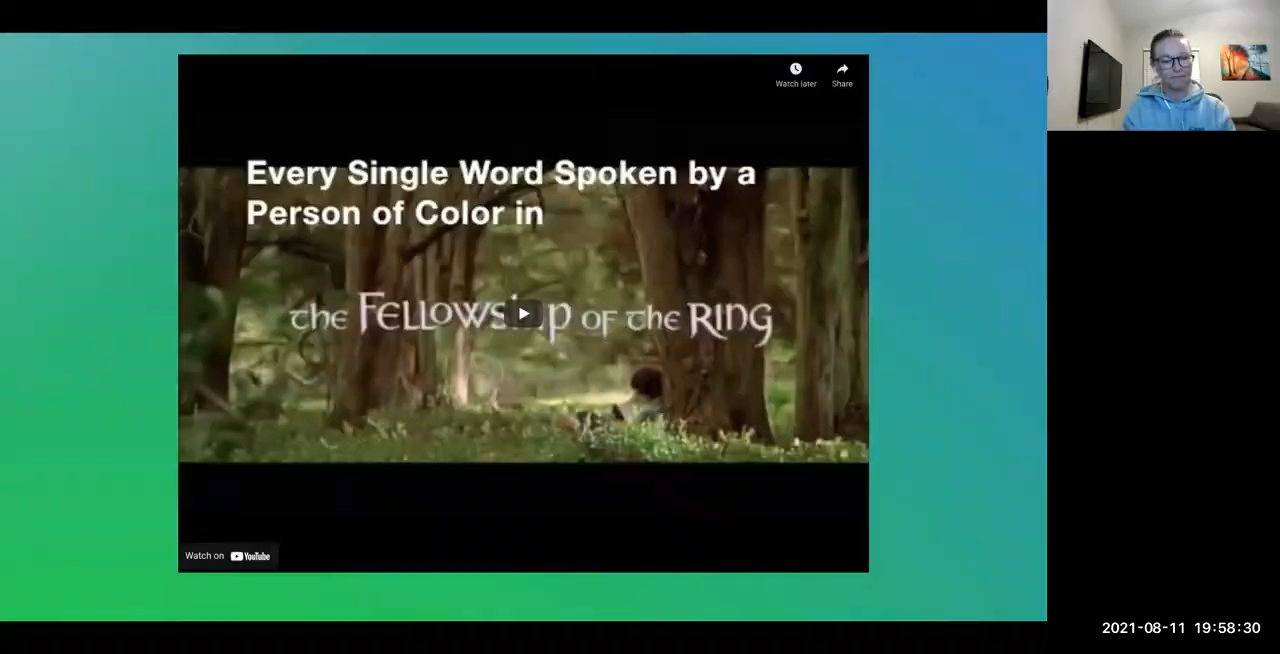 Watch later
Share
Every Single Word Spoken by a
Person of Color in
the Fellowship of the Ring
Watch on YouTube
2021-08-11 19:58:30